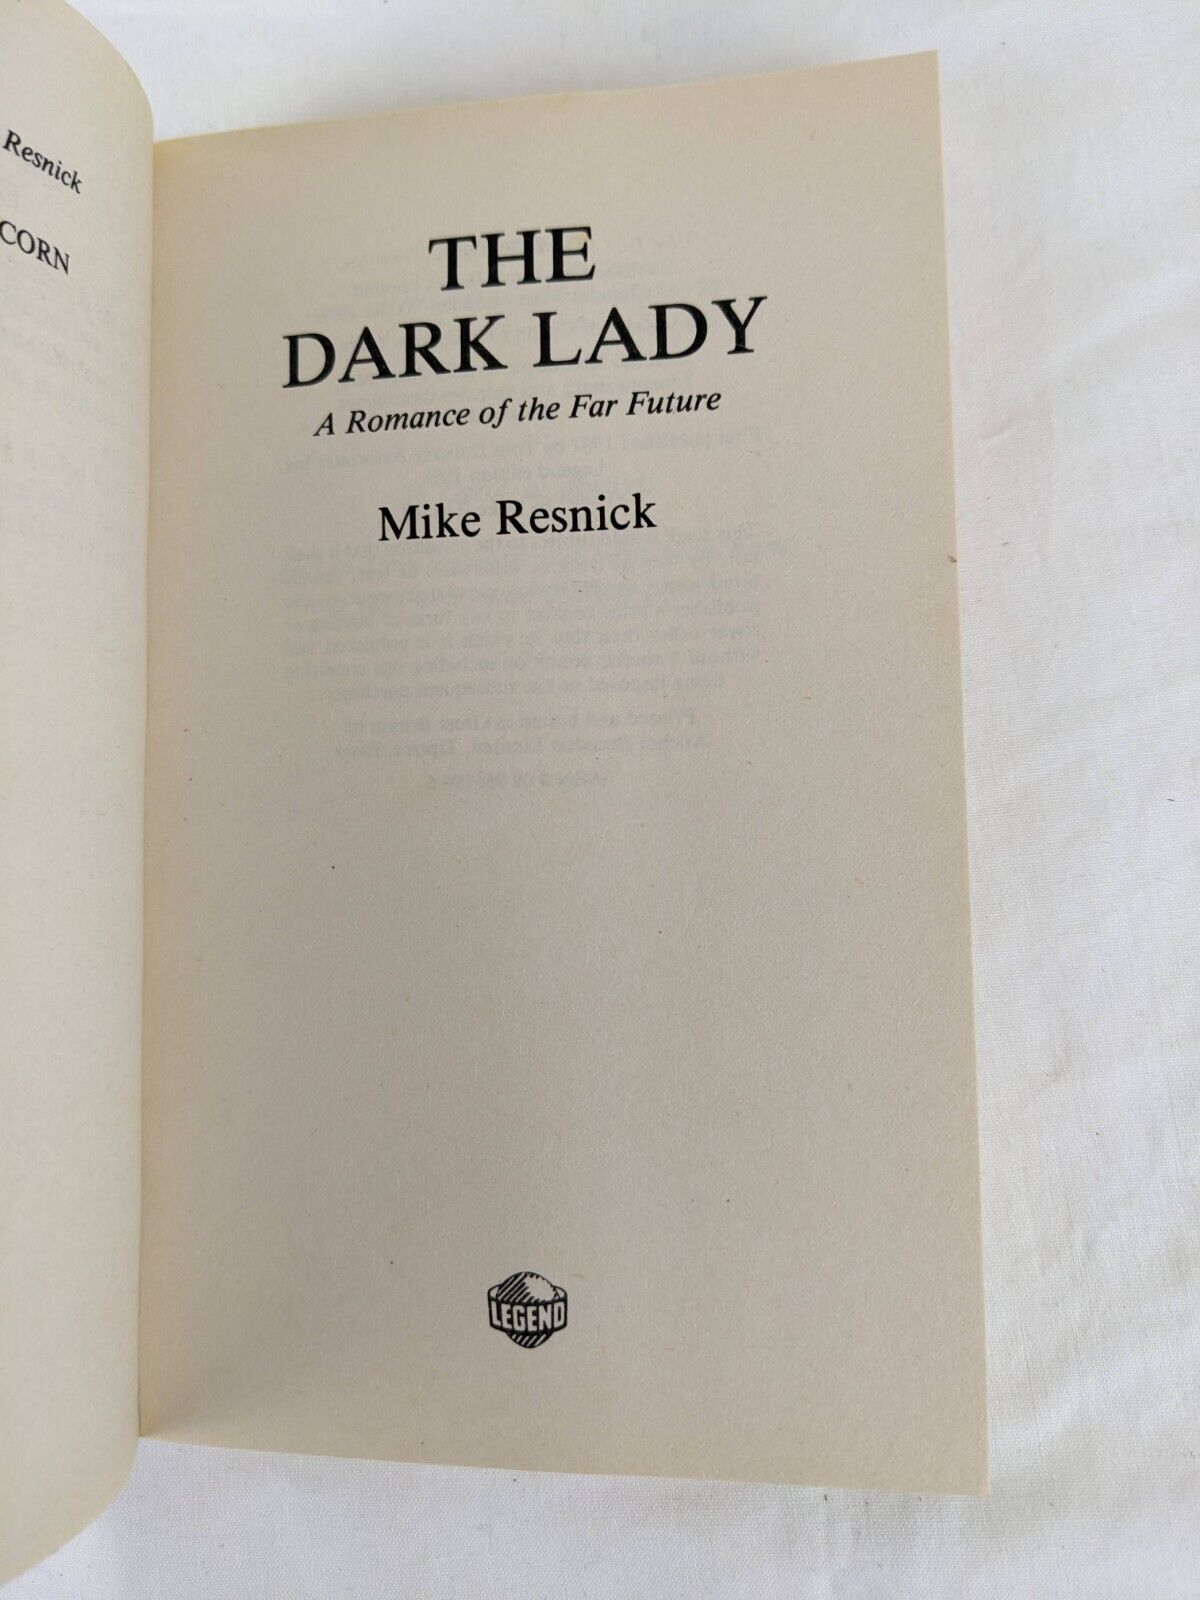 Resnick
CORN
THE
DARK LADY
A Romance of the Far Future
Mike Resnick
LEGEND